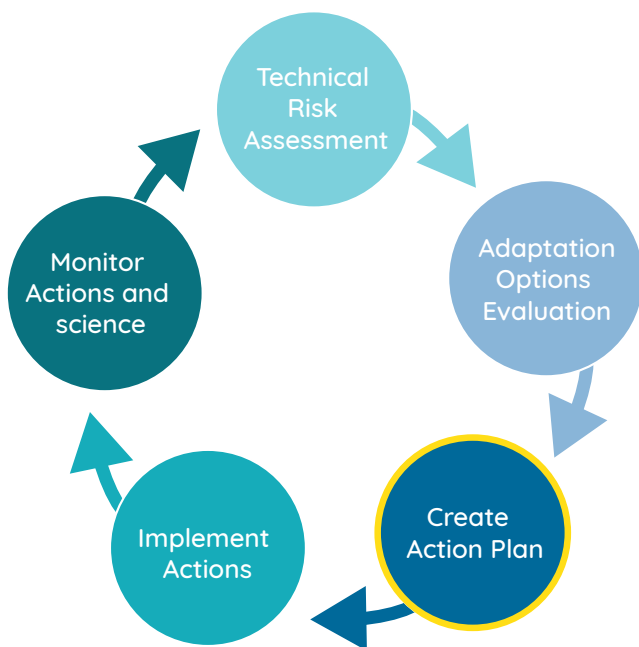 Technical
Risk
Assessment
Adaptation
Options
Evaluation
Create
Action Plan
Implement
Actions
Monitor
Actions and
science